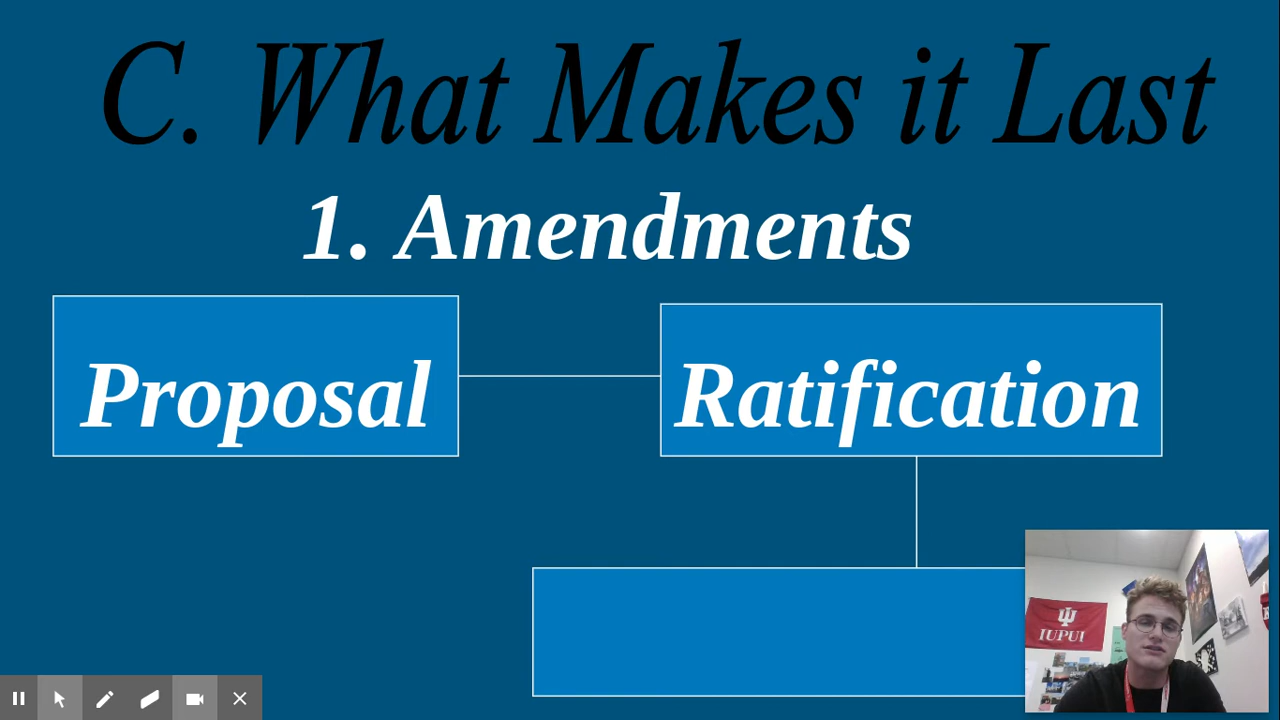 C. What Makes it Last
1. Amendments
Proposal
Ratification
IUPUI